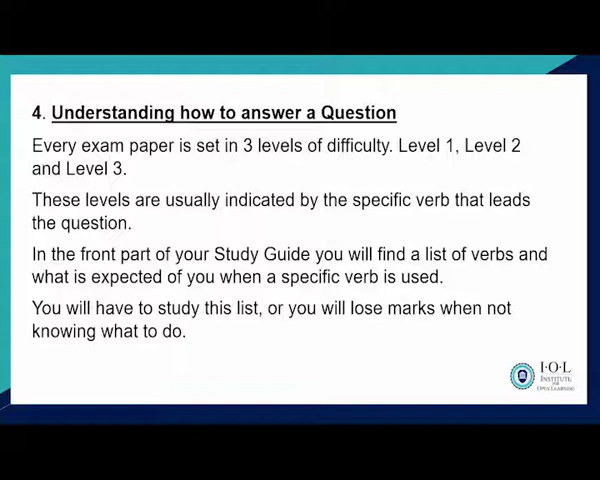 4. Understanding how to answer a Question
Every exam paper is set in 3 levels of difficulty. Level 1, Level 2
and Level 3.
These levels are usually indicated by the specific verb that leads
the question.
In the front part of your Study Guide you will find a list of verbs and
what is expected of you when a specific verb is used.
You will have to study this list, or you will lose marks when not
knowing what to do.
I·O·L
INSTITUTE
FOR
OPEN LEARNING